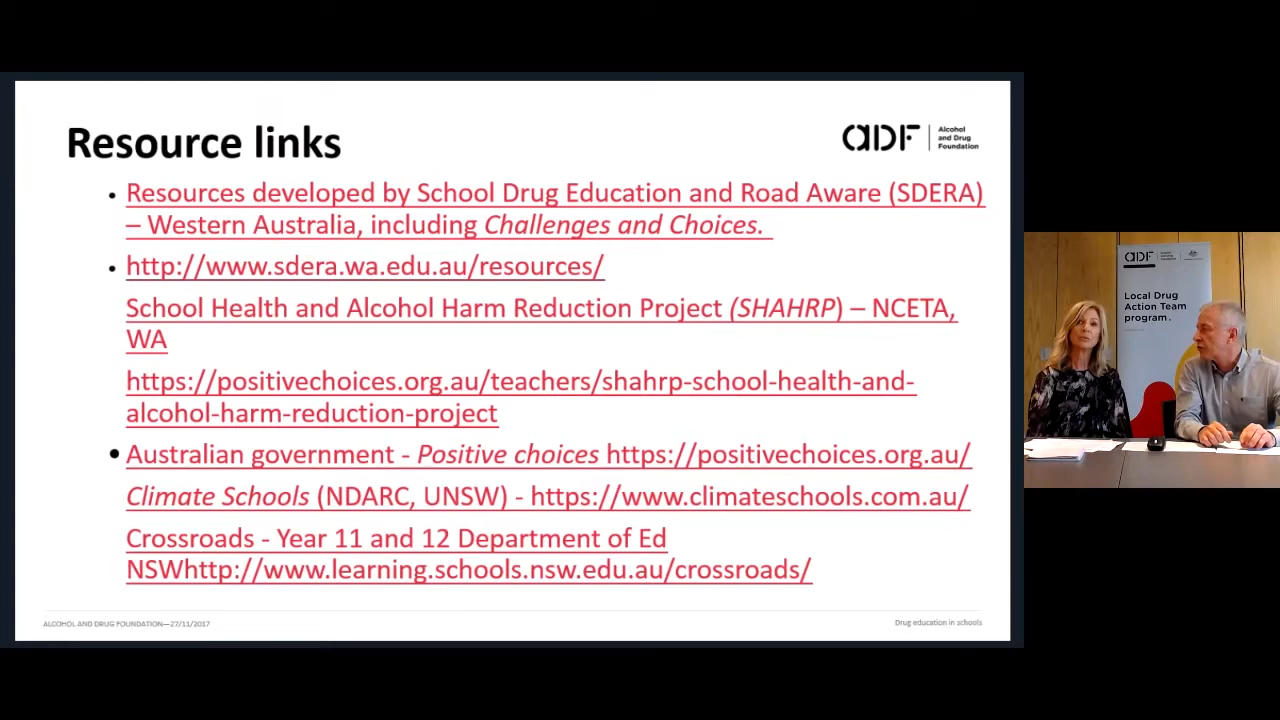 Resource links
aDF
Alcohol
and Drug
Foundation
• Resources developed by School Drug Education and Road Aware (SDERA)
– Western Australia, including Challenges and Choices.
• http://www.sdera.wa.edu.au/resources/
School Health and Alcohol Harm Reduction Project (SHAHRP) – NCETA,
WA
https://positivechoices.org.au/teachers/shahrp-school-health-and-
alcohol-harm-reduction-project
• Australian government - Positive choices https://positivechoices.org.au/
Climate Schools (NDARC, UNSW) - https://www.climateschools.com.au/
Crossroads - Year 11 and 12 Department of Ed
NSWhttp://www.learning.schools.nsw.edu.au/crossroads/
ALCOHOL AND DRUG FOUNDATION—27/11/2017
Drug education in schools
aDF
Local Drug
Action Team
program.